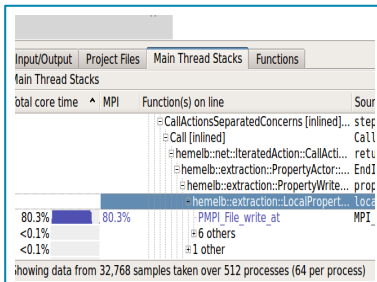 Input/Output Project Files Main Thread Stacks Functions
Main Thread Stacks
Total core time MPI Function(s) on line Sour
CallActionsSeparatedConcerns [inlined]... step
Call [inlined] Call
hemelb::net::IteratedAction::CallActi... retu
hemelb::extraction::PropertyActor::... EndI
hemelb::extraction::PropertyWrite... prop
hemelb::extraction::LocalPropert... loca
80.3% 80.3% PMPI_File_write_at MPI_
<0.1% 6 others
<0.1% 1 other
Showing data from 32,768 samples taken over 512 processes (64 per process)